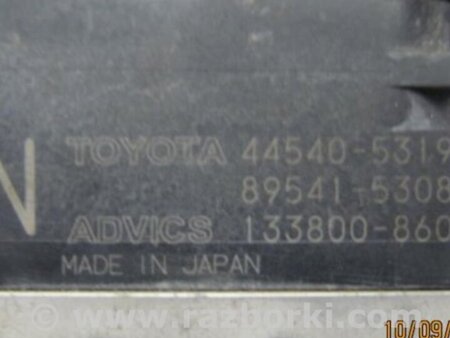 N
TOYOTA 44540-5319
89541-5308
ADVICS 133800-860
MADE IN JAPAN
www.razborki.com
10/09/